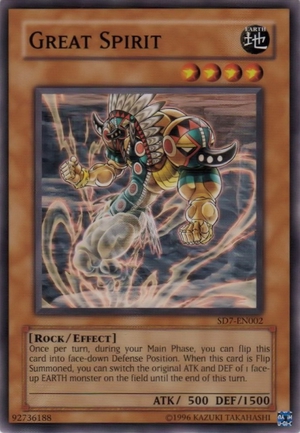 Great Spirit
EARTH
地
SD7-EN002
[Rock/Effect]
Once per turn, during your Main Phase, you can flip this
card into face-down Defense Position. When this card is Flip
Summoned, you can switch the original ATK and DEF of 1 face-
up EARTH monster on the field until the end of this turn.
ATK/ 500 DEF/1500
92736188
©1996 KAZUKI TAKAHASHI